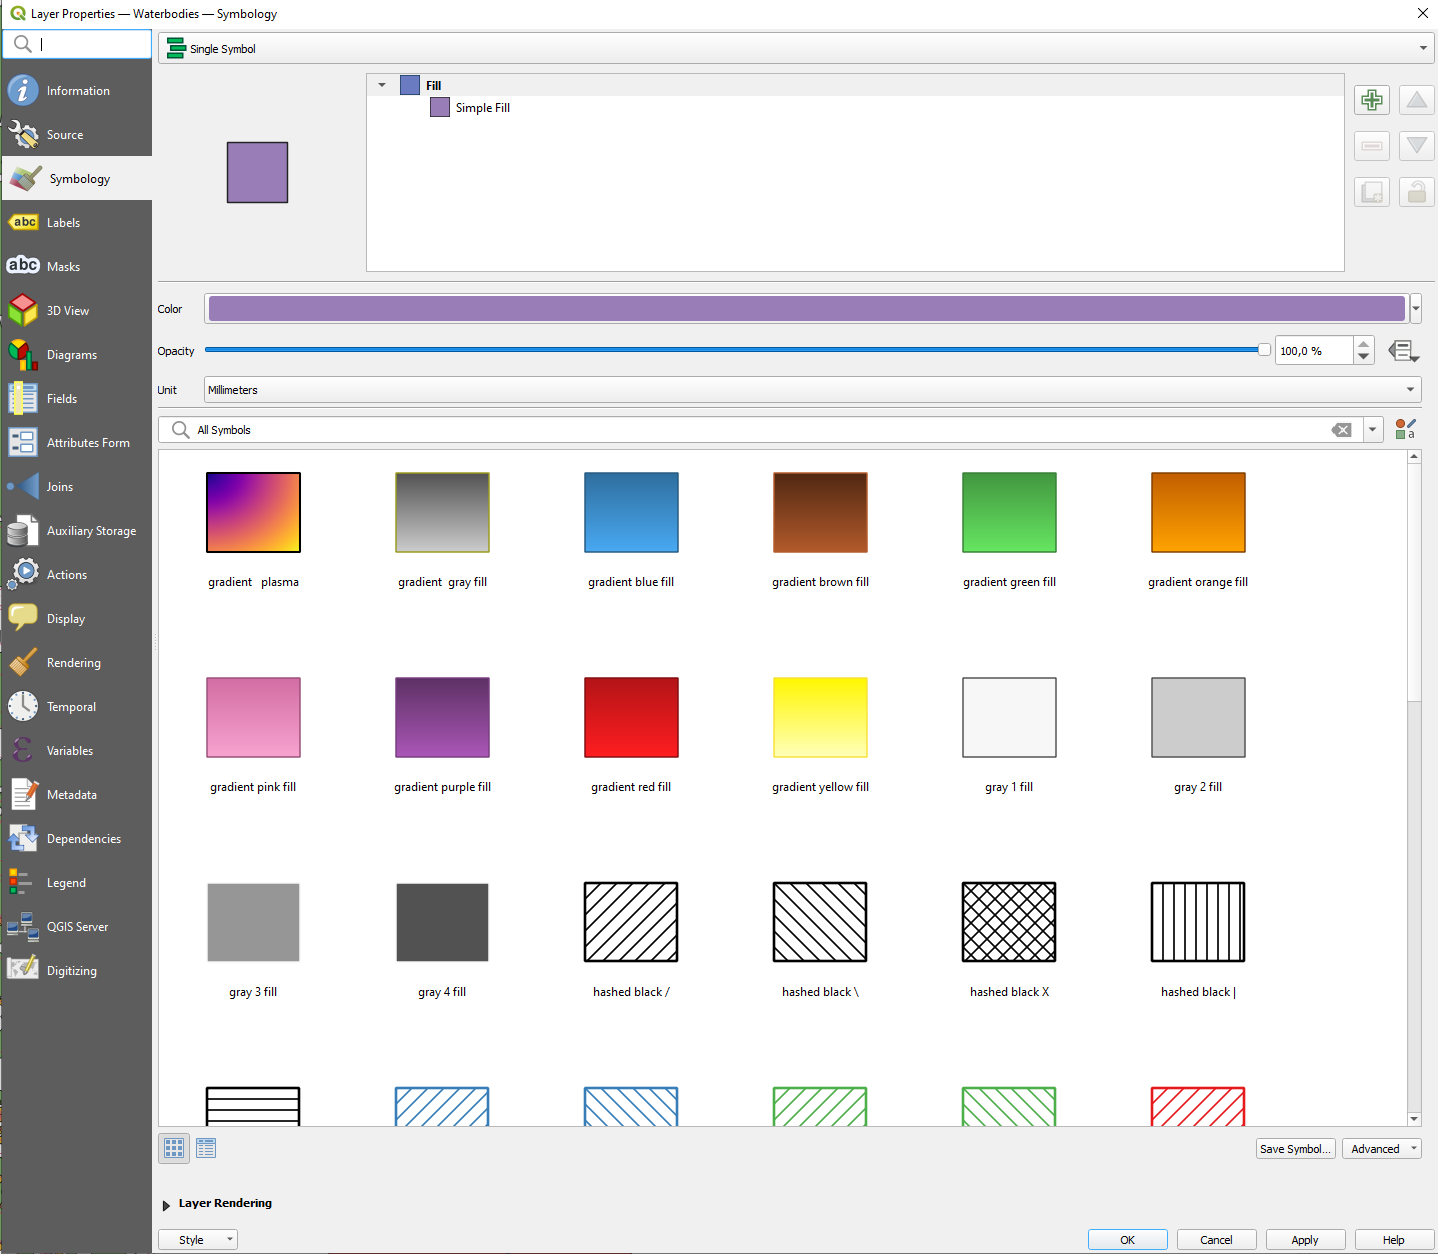 Layer Properties — Waterbodies — Symbology
Single Symbol
Information
Source
Symbology
Labels
Masks
3D View
Diagrams
Fields
Attributes Form
Joins
Auxiliary Storage
Actions
Display
Rendering
Temporal
Variables
Metadata
Dependencies
Legend
QGIS Server
Digitizing
abc
abc
Fill
Simple Fill
Color
Opacity
100,0 %
Unit
Millimeters
All Symbols
a
gradient plasma
gradient gray fill
gradient blue fill
gradient brown fill
gradient green fill
gradient orange fill
gradient pink fill
gradient purple fill
gradient red fill
gradient yellow fill
gray 1 fill
gray 2 fill
gray 3 fill
gray 4 fill
hashed black /
hashed black \
hashed black X
hashed black |
Save Symbol...
Advanced
Layer Rendering
Style
OK
Cancel
Apply
Help